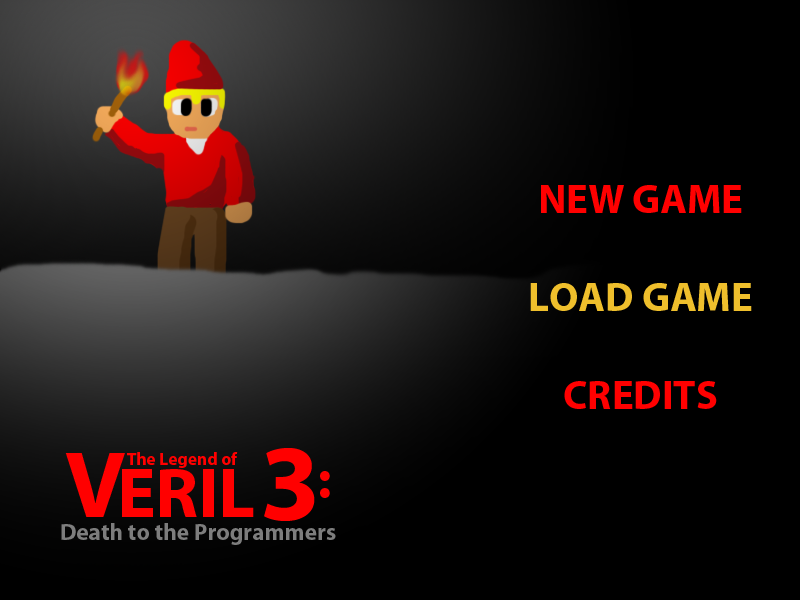 NEW GAME
LOAD GAME
CREDITS
The Legend of
VERIL 3:
Death to the Programmers